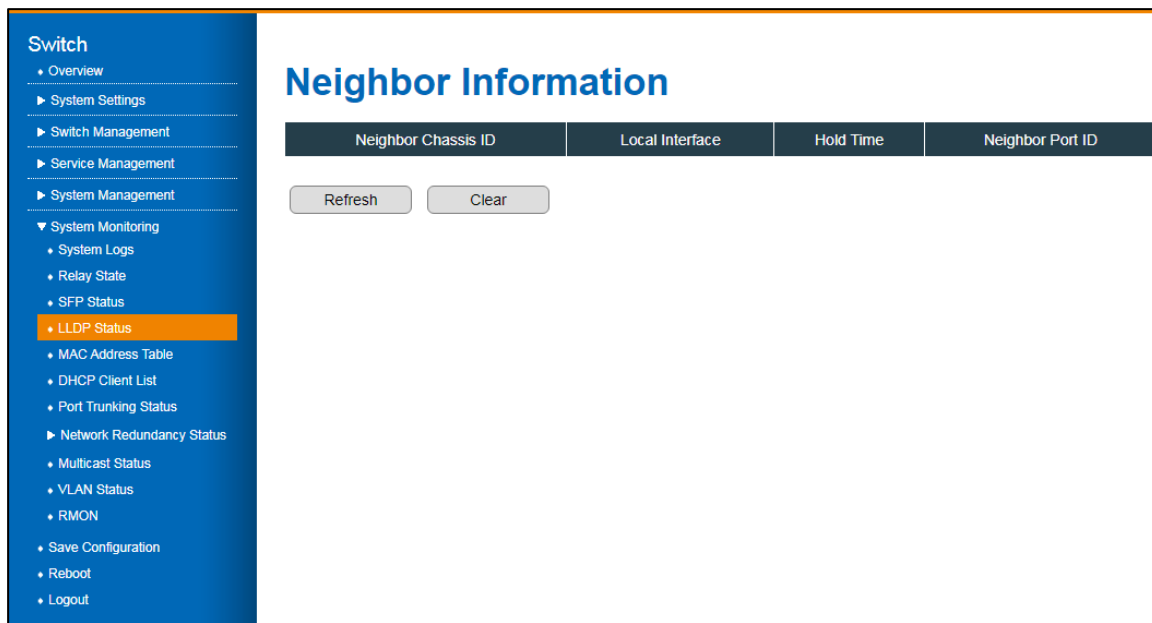 Switch
Overview
System Settings
Switch Management
Service Management
System Management
System Monitoring
System Logs
Relay State
SFP Status
LLDP Status
MAC Address Table
DHCP Client List
Port Trunking Status
Network Redundancy Status
Multicast Status
VLAN Status
RMON
Save Configuration
Reboot
Logout
Neighbor Information
Neighbor Chassis ID Local Interface Hold Time Neighbor Port ID
Refresh Clear